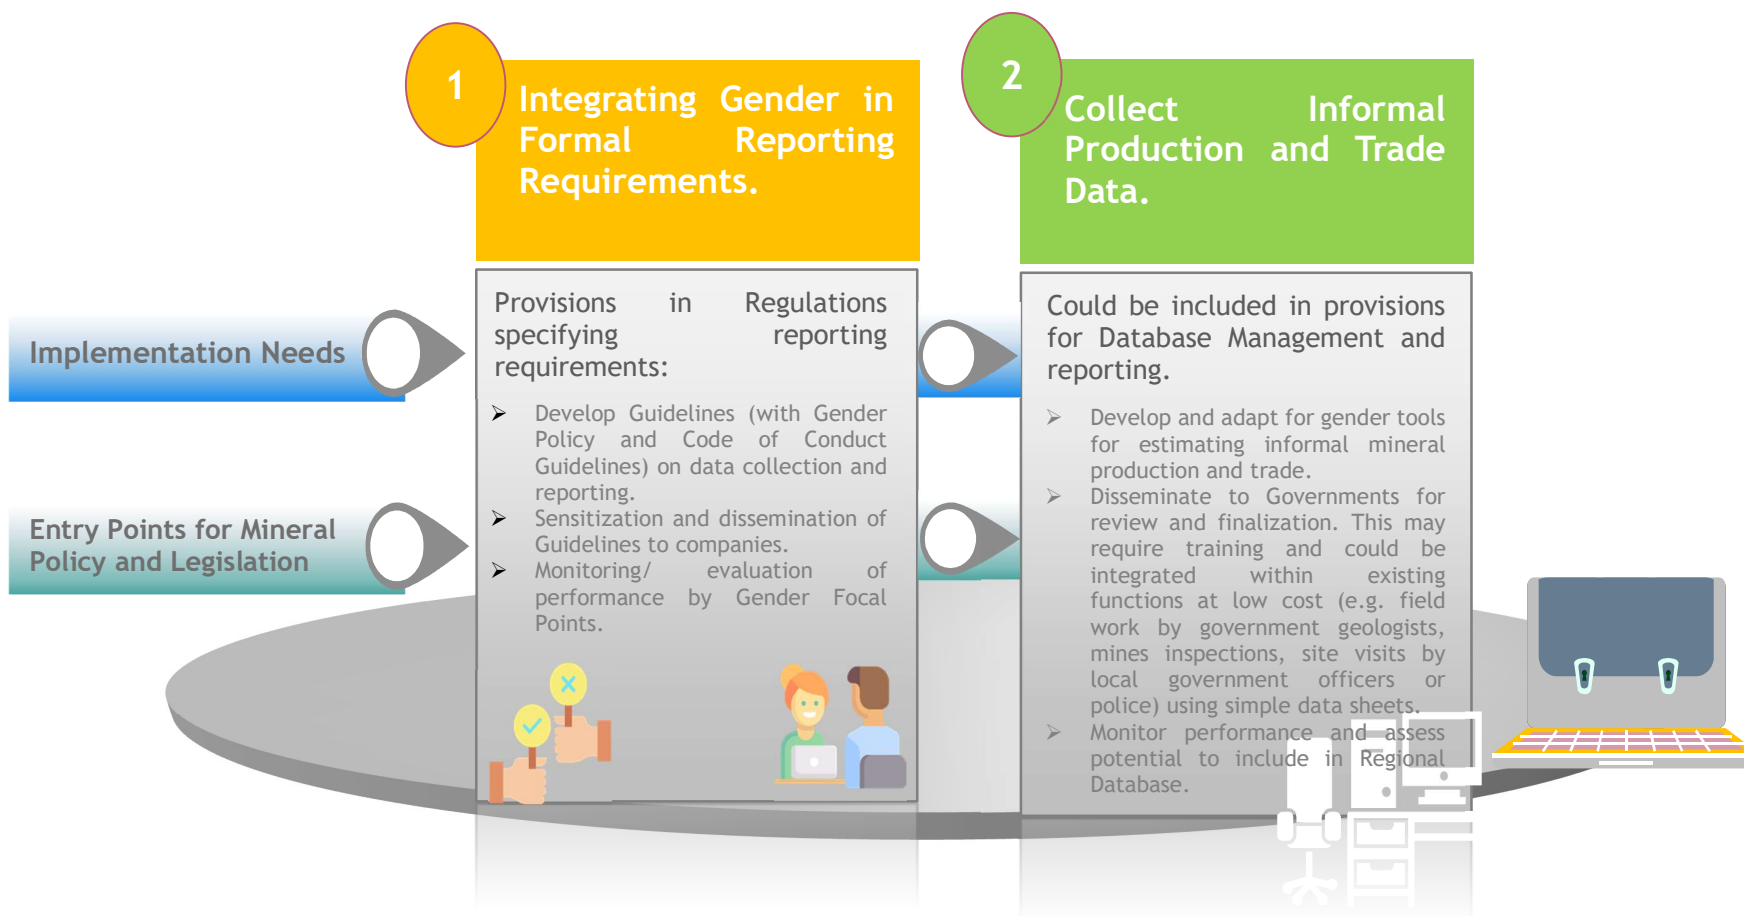 1
Integrating Gender in
Formal Reporting
Requirements.
2
Collect Informal
Production and Trade
Data.
Implementation Needs
Entry Points for Mineral
Policy and Legislation
Provisions in Regulations
specifying reporting
requirements:
➢ Develop Guidelines (with Gender
Policy and Code of Conduct
Guidelines) on data collection and
reporting.
➢ Sensitization and dissemination of
Guidelines to companies.
➢ Monitoring/ evaluation of
performance by Gender Focal
Points.
Could be included in provisions
for Database Management and
reporting.
➢ Develop and adapt for gender tools
for estimating informal mineral
production and trade.
➢ Disseminate to Governments for
review and finalization. This may
require training and could be
integrated within existing
functions at low cost (e.g. field
work by government geologists,
mines inspections, site visits by
local government officers or
police) using simple data sheets.
➢ Monitor performance and assess
potential to include in Regional
Database.